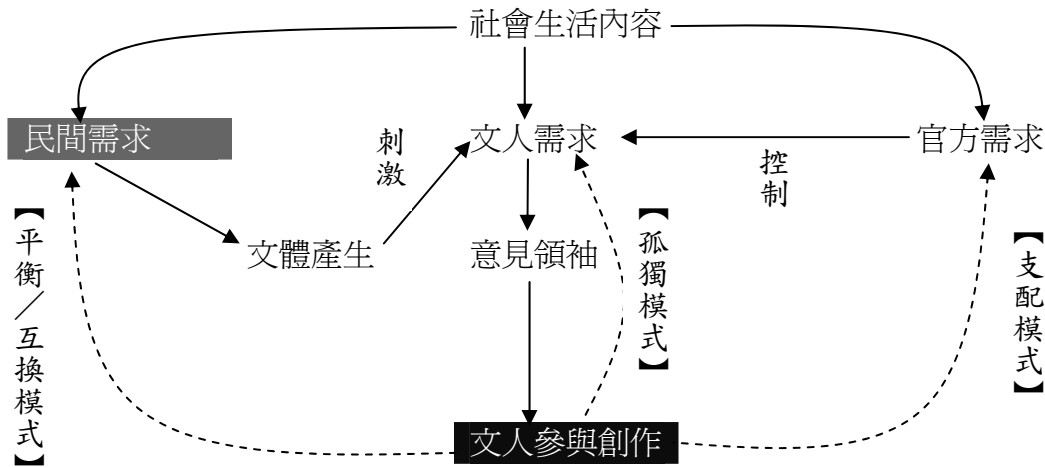 社會生活內容
民間需求
刺激
文人需求
控制
官方需求
文體產生
意見領袖
【平衡／互換模式】
【孤獨模式】
【支配模式】
文人參與創作